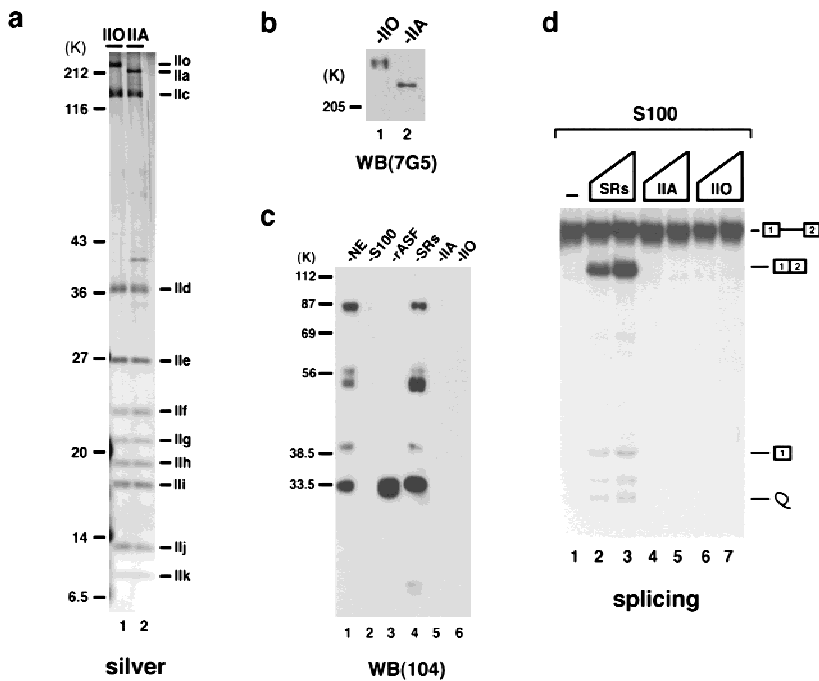 a
IIO IIA
(K)
212
116
43
36
27
20
14
6.5
IIo
IIa
IIc
IId
IIe
IIf
IIg
IIh
IIi
IIj
IIk
1 2
silver
b
-IIO
-IIA
(K)
205
1 2
WB(7G5)
c
-NE
-S100
-rASF
-SRs
-IIA
-IIO
(K)
112
87
69
56
38.5
33.5
1 2 3 4 5 6
WB(104)
d
S100
– SRs IIA IIO
1 2
1 2
1
1 2 3 4 5 6 7
splicing